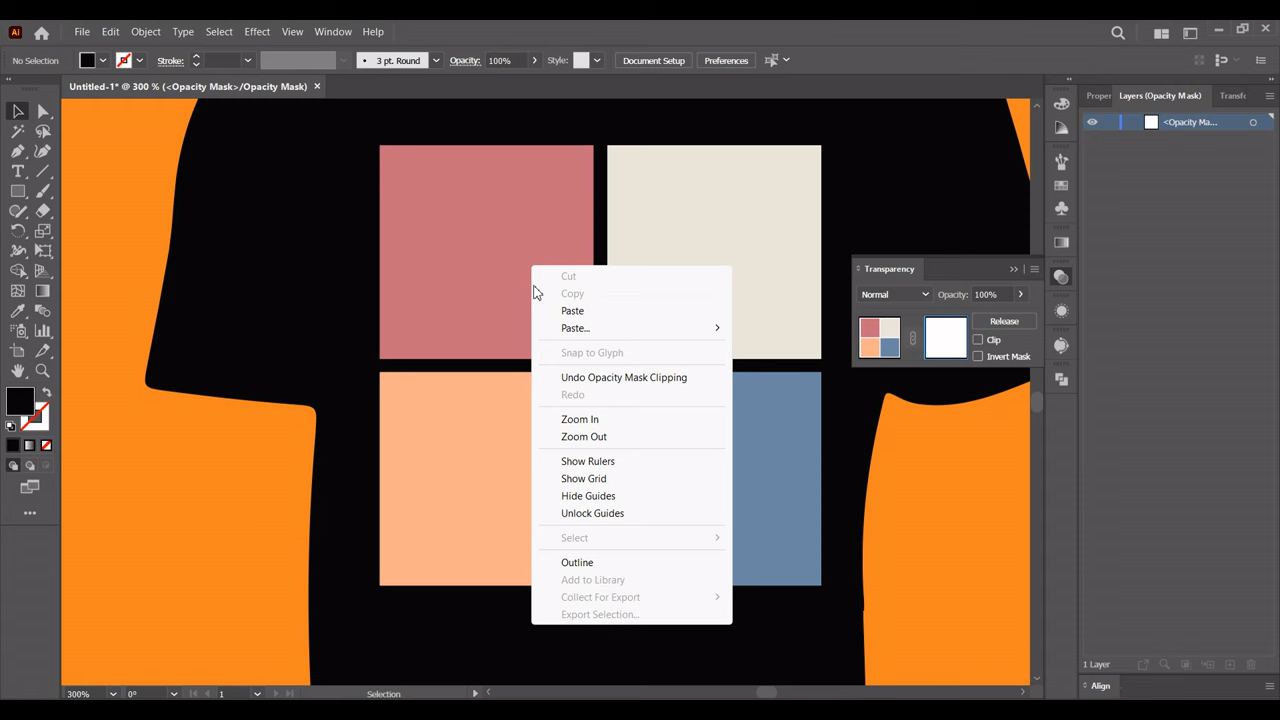 Ai File Edit Object Type Select Effect View Window Help
No Selection Stroke: 3 pt. Round Opacity: 100% Style: Document Setup Preferences
Untitled-1* @ 300 % (<Opacity Mask>/Opacity Mask) ×
Proper Layers (Opacity Mask) Transfo
<Opacity Ma...
Transparency
Normal Opacity: 100%
Release
Clip
Invert Mask
Cut
Copy
Paste
Paste...
Snap to Glyph
Undo Opacity Mask Clipping
Redo
Zoom In
Zoom Out
Show Rulers
Show Grid
Hide Guides
Unlock Guides
Select
Outline
Add to Library
Collect For Export
Export Selection...
1 Layer
Align
300% 0° 1 Selection